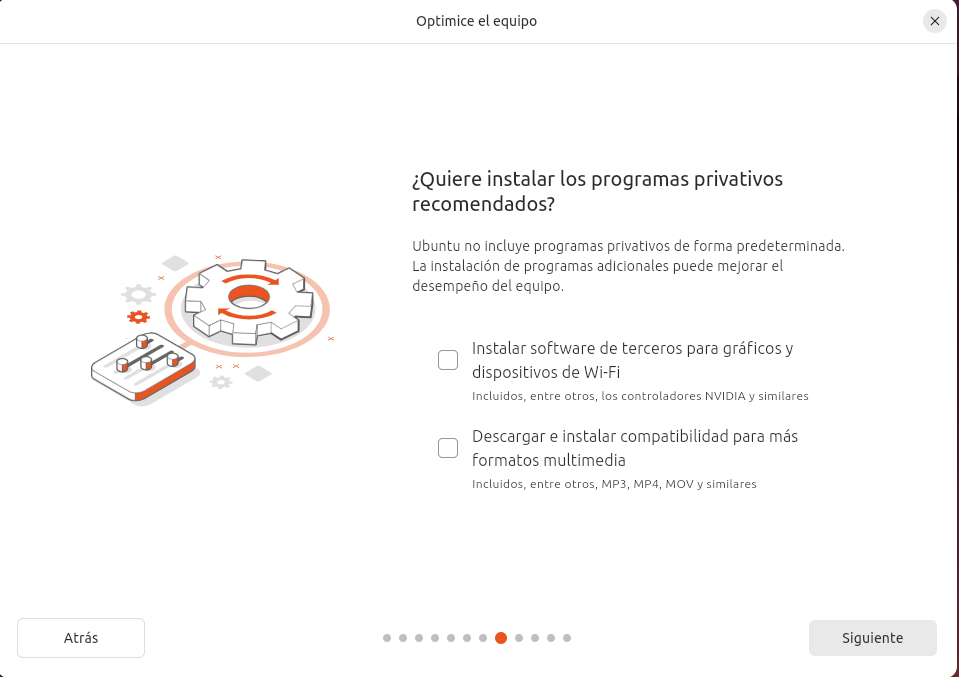 Optimice el equipo
¿Quiere instalar los programas privativos
recomendados?
Ubuntu no incluye programas privativos de forma predeterminada.
La instalación de programas adicionales puede mejorar el
desempeño del equipo.
Instalar software de terceros para gráficos y
dispositivos de Wi-Fi
Incluidos, entre otros, los controladores NVIDIA y similares
Descargar e instalar compatibilidad para más
formatos multimedia
Incluidos, entre otros, MP3, MP4, MOV y similares
Atrás
Siguiente